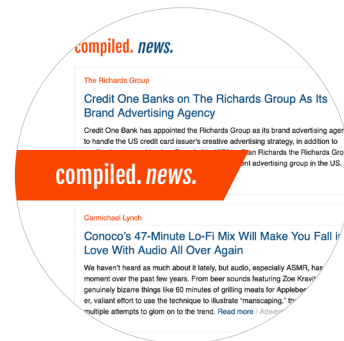 compiled. news.
The Richards Group
Credit One Banks on The Richards Group As Its
Brand Advertising Agency
Credit One Bank has appointed the Richards Group as its brand advertising
to handle the US credit card issuer's creative advertising strategy, in addition to
Stan Richards the Richards
advertising group in the US.
compiled. news.
Carmichael Lynch
Conoco's 47-Minute Lo-Fi Mix Will Make You Fall
Love With Audio All Over Again
We haven't heard as much about it lately, but audio, especially ASMR, has
moment over the past few years. From beer sounds featuring Zoe
genuinely bizarre things like 60 minutes of grilling meats for
valiant effort to use the technique to illustrate "manscaping,"
multiple attempts to glom on to the trend. Read more /